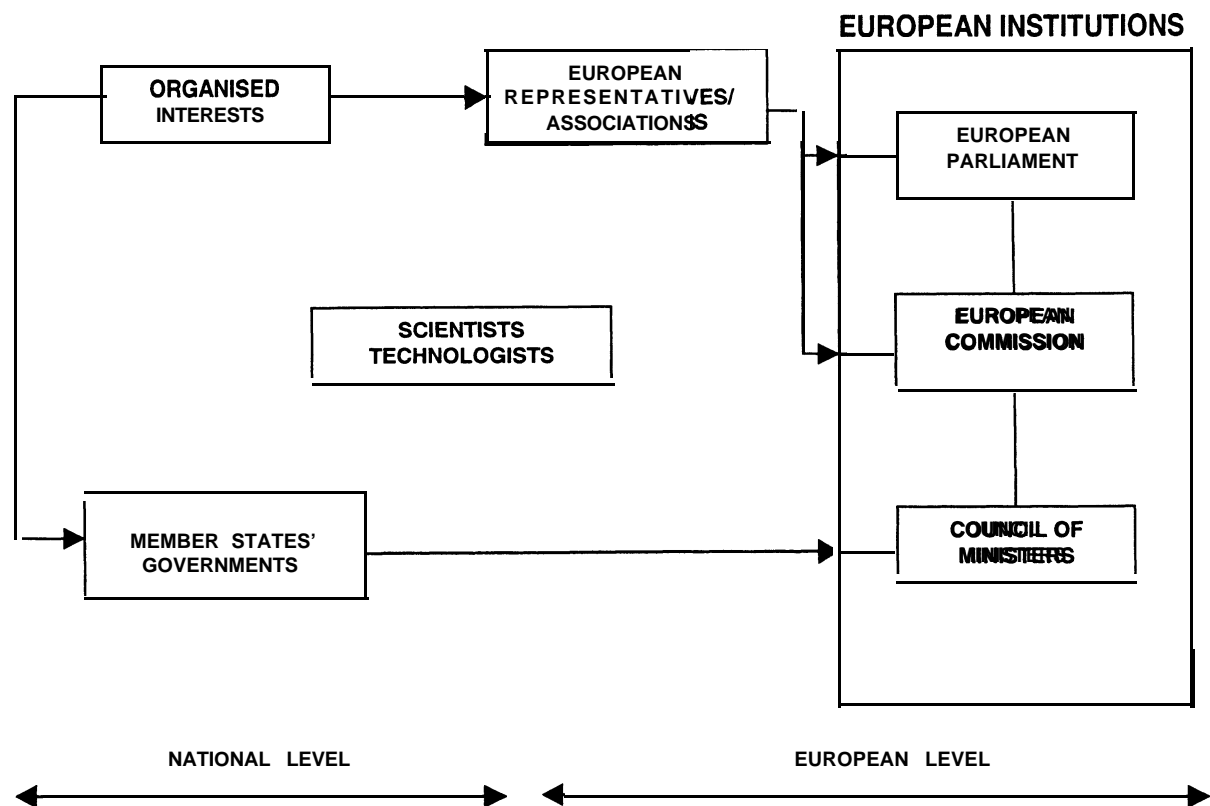 EUROPEAN INSTITUTIONS
ORGANISED
INTERESTS
EUROPEAN
REPRESENTATIVES/
ASSOCIATIONS
EUROPEAN
PARLIAMENT
SCIENTISTS
TECHNOLOGISTS
EUROPEAN
COMMISSION
MEMBER STATES'
GOVERNMENTS
COUNCIL OF
MINISTERS
NATIONAL LEVEL
EUROPEAN LEVEL